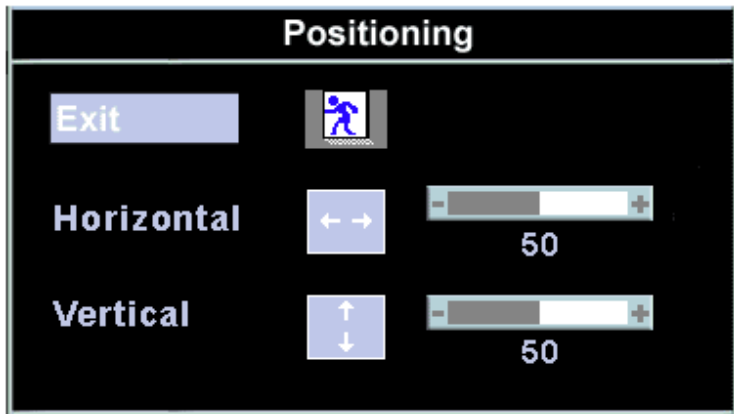 Positioning
Exit
Horizontal
- +
50
Vertical
- +
50